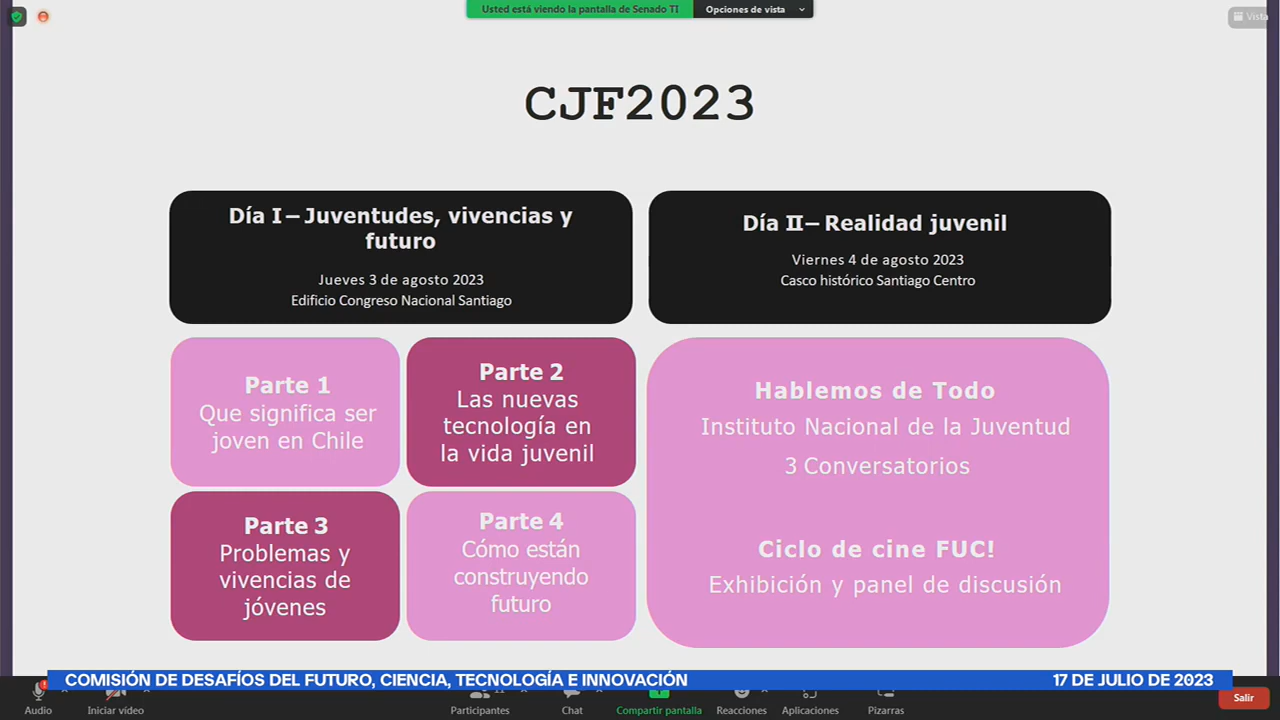 Usted está viendo la pantalla de Senado TI
Opciones de vista
Vista
CJF2023
Día I – Juventudes, vivencias y
futuro
Jueves 3 de agosto 2023
Edificio Congreso Nacional Santiago
Día II – Realidad juvenil
Viernes 4 de agosto 2023
Casco histórico Santiago Centro
Parte 1
Que significa ser
joven en Chile
Parte 2
Las nuevas
tecnología en
la vida juvenil
Parte 3
Problemas y
vivencias de
jóvenes
Parte 4
Cómo están
construyendo
futuro
Hablemos de Todo
Instituto Nacional de la Juventud
3 Conversatorios
Ciclo de cine FUC!
Exhibición y panel de discusión
COMISIÓN DE DESAFÍOS DEL FUTURO, CIENCIA, TECNOLOGÍA E INNOVACIÓN
17 DE JULIO DE 2023
Audio
Iniciar video
Participantes
Chat
Compartir pantalla
Reacciones
Aplicaciones
Pizarras
Salir